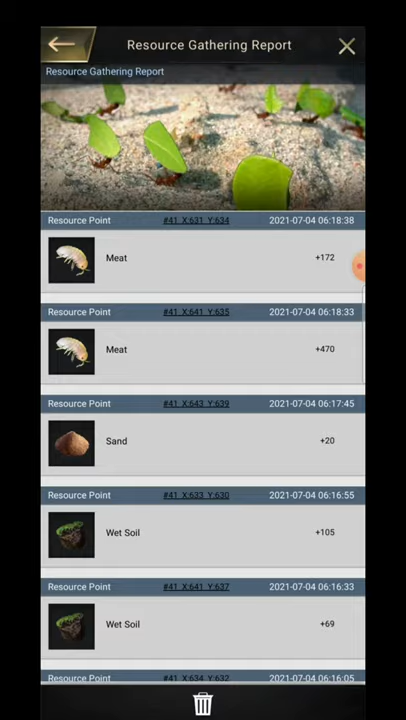 Resource Gathering Report
Resource Gathering Report
Resource Point #41 X:631 Y:634 2021-07-04 06:18:38
Meat +172
Resource Point #41 X:641 Y:635 2021-07-04 06:18:33
Meat +470
Resource Point #41 X:643 Y:639 2021-07-04 06:17:45
Sand +20
Resource Point #41 X:633 Y:630 2021-07-04 06:16:55
Wet Soil +105
Resource Point #41 X:641 Y:637 2021-07-04 06:16:33
Wet Soil +69
Resource Point #41 X:634 Y:632 2021-07-04 06:16:05